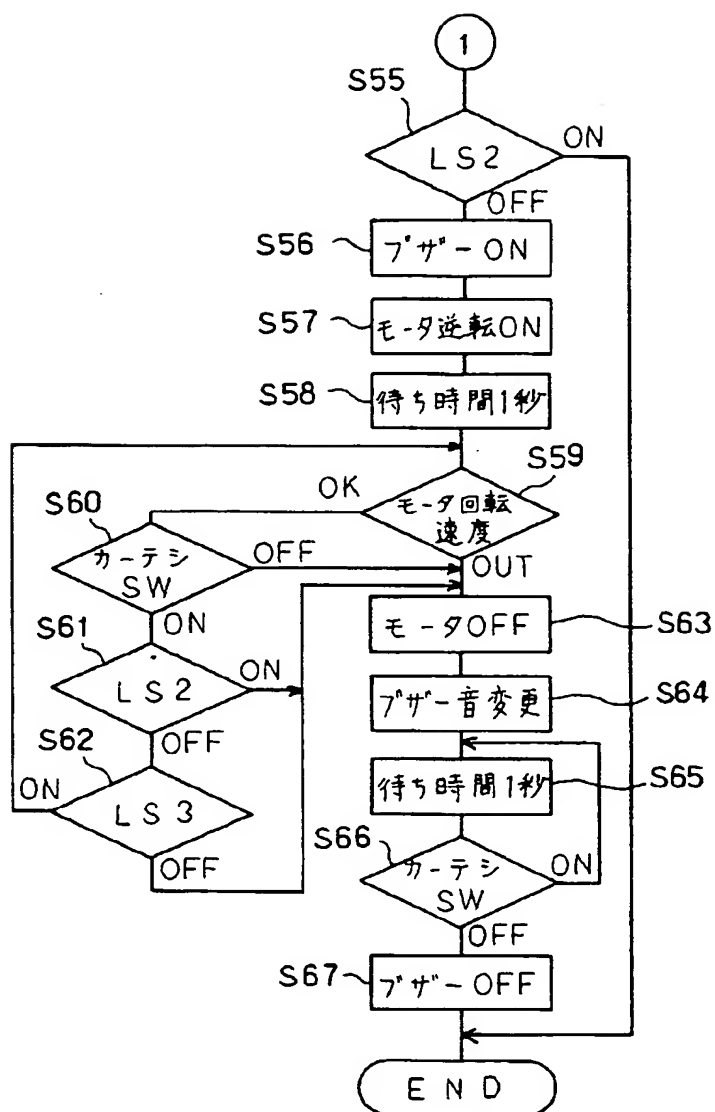 1
S55
LS2
ON
OFF
S56
ブザーON
S57
モータ逆転ON
S58
待ち時間1秒
S59
モータ回転
速度
OK
OUT
S60
カーテシ
SW
OFF
ON
S61
LS2
ON
OFF
S62
LS3
ON
OFF
モータOFF
S63
ブザー音変更
S64
待ち時間1秒
S65
S66
カーテシ
SW
ON
OFF
S67
ブザーOFF
END